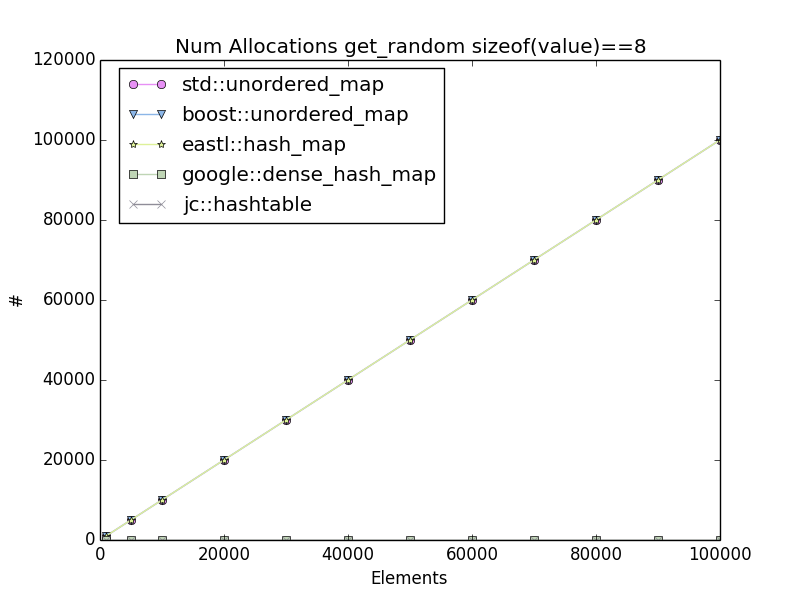 Num Allocations get_random sizeof(value)==8
120000
100000
80000
60000
40000
20000
0
#
std::unordered_map
boost::unordered_map
eastl::hash_map
google::dense_hash_map
jc::hashtable
0 20000 40000 60000 80000 100000
Elements